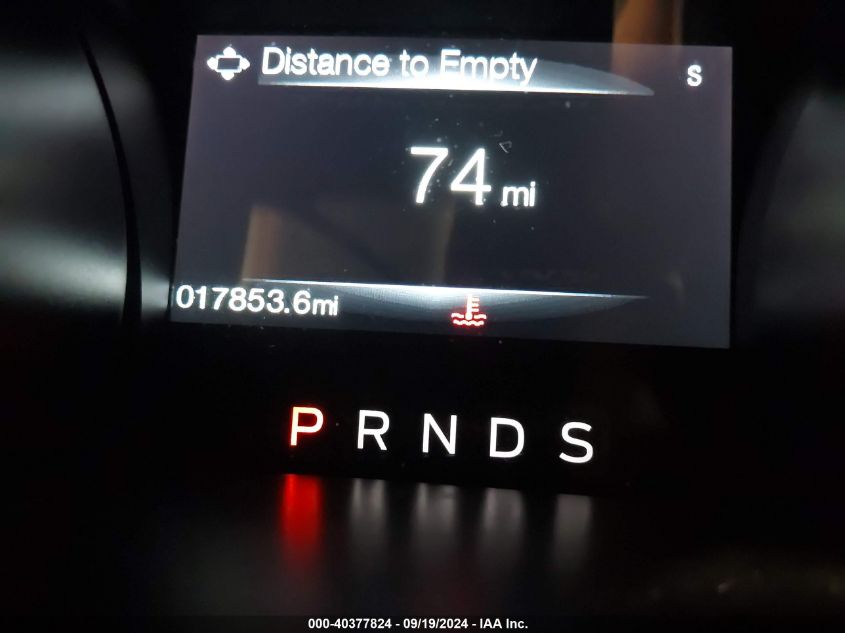 Distance to Empty S
74 mi
017853.6mi
P R N D S
000-40377824 - 09/19/2024 - IAA Inc.